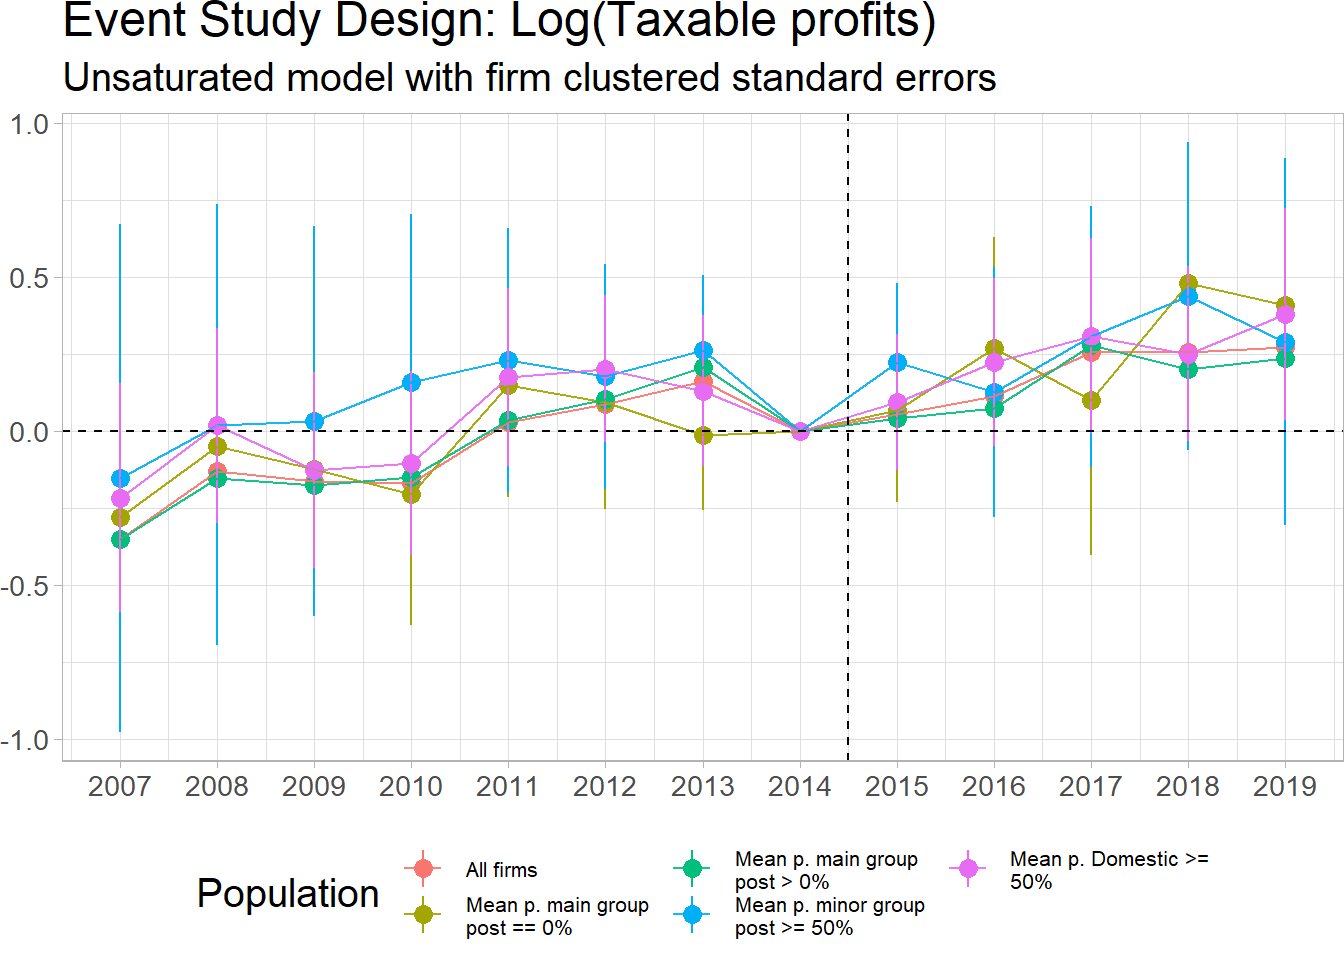 Event Study Design: Log(Taxable profits)
Unsaturated model with firm clustered standard errors
1.0
0.5
0.0
-0.5
-1.0
2007 2008 2009 2010 2011 2012 2013 2014 2015 2016 2017 2018 2019
Population
All firms
Mean p. main group
post == 0%
Mean p. main group
post > 0%
Mean p. minor group
post >= 50%
Mean p. Domestic >=
50%